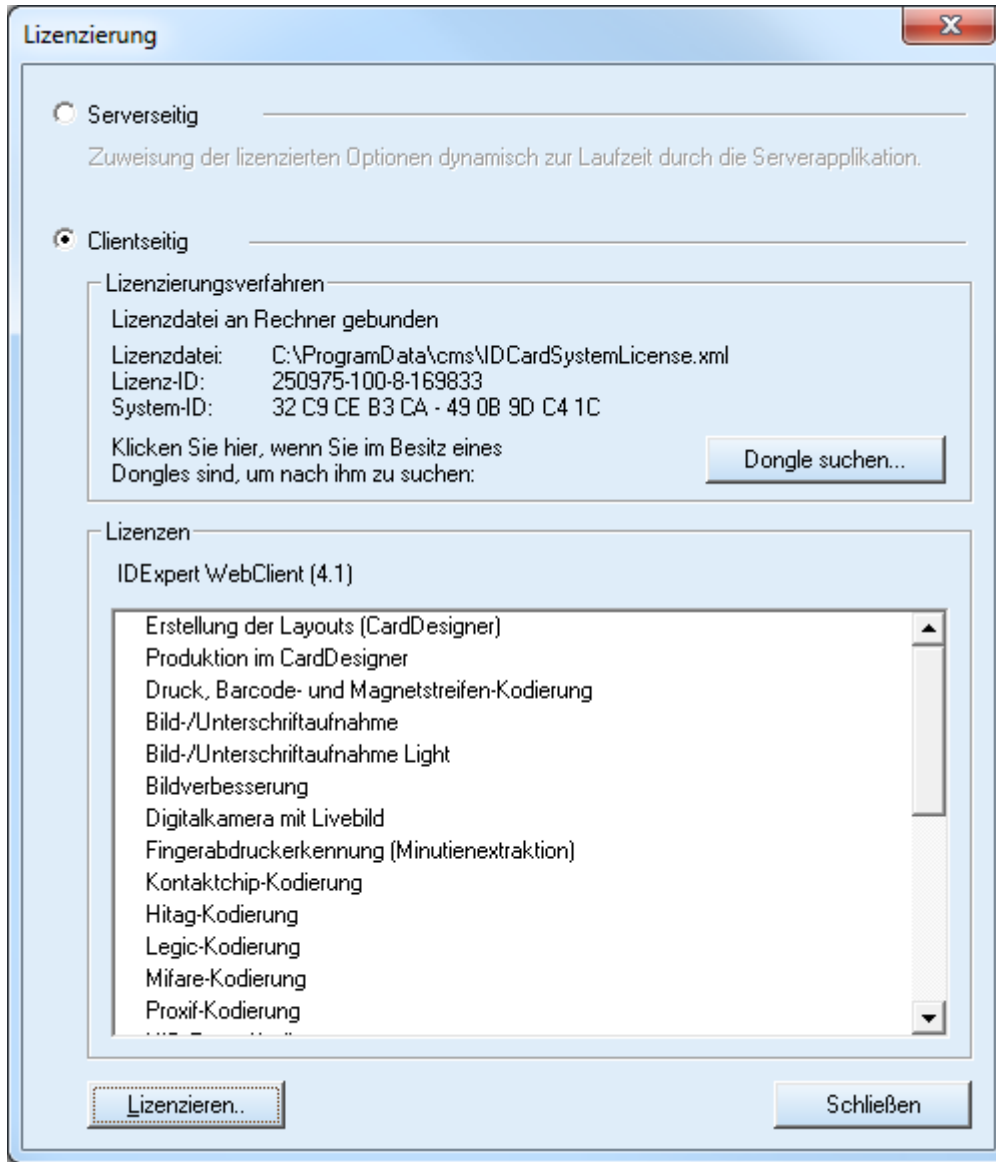 Lizenzierung
Serverseitig
Zuweisung der lizenzierten Optionen dynamisch zur Laufzeit durch die Serverapplikation.
Clientseitig
Lizenzierungsverfahren
Lizenzdatei an Rechner gebunden
Lizenzdatei: C:\ProgramData\cms\IDCardSystemLicense.xml
Lizenz-ID: 250975-100-8-169833
System-ID: 32 C9 CE B3 CA - 49 0B 9D C4 1C
Klicken Sie hier, wenn Sie im Besitz eines
Dongles sind, um nach ihm zu suchen:
Dongle suchen...
Lizenzen
IDExpert WebClient (4.1)
Erstellung der Layouts (CardDesigner)
Produktion im CardDesigner
Druck, Barcode- und Magnetstreifen-Kodierung
Bild-/Unterschriftaufnahme
Bild-/Unterschriftaufnahme Light
Bildverbesserung
Digitalkamera mit Livebild
Fingerabdruckerkennung (Minutienextraktion)
Kontaktchip-Kodierung
Hitag-Kodierung
Legic-Kodierung
Mifare-Kodierung
Proxif-Kodierung
Lizenzieren..
Schließen